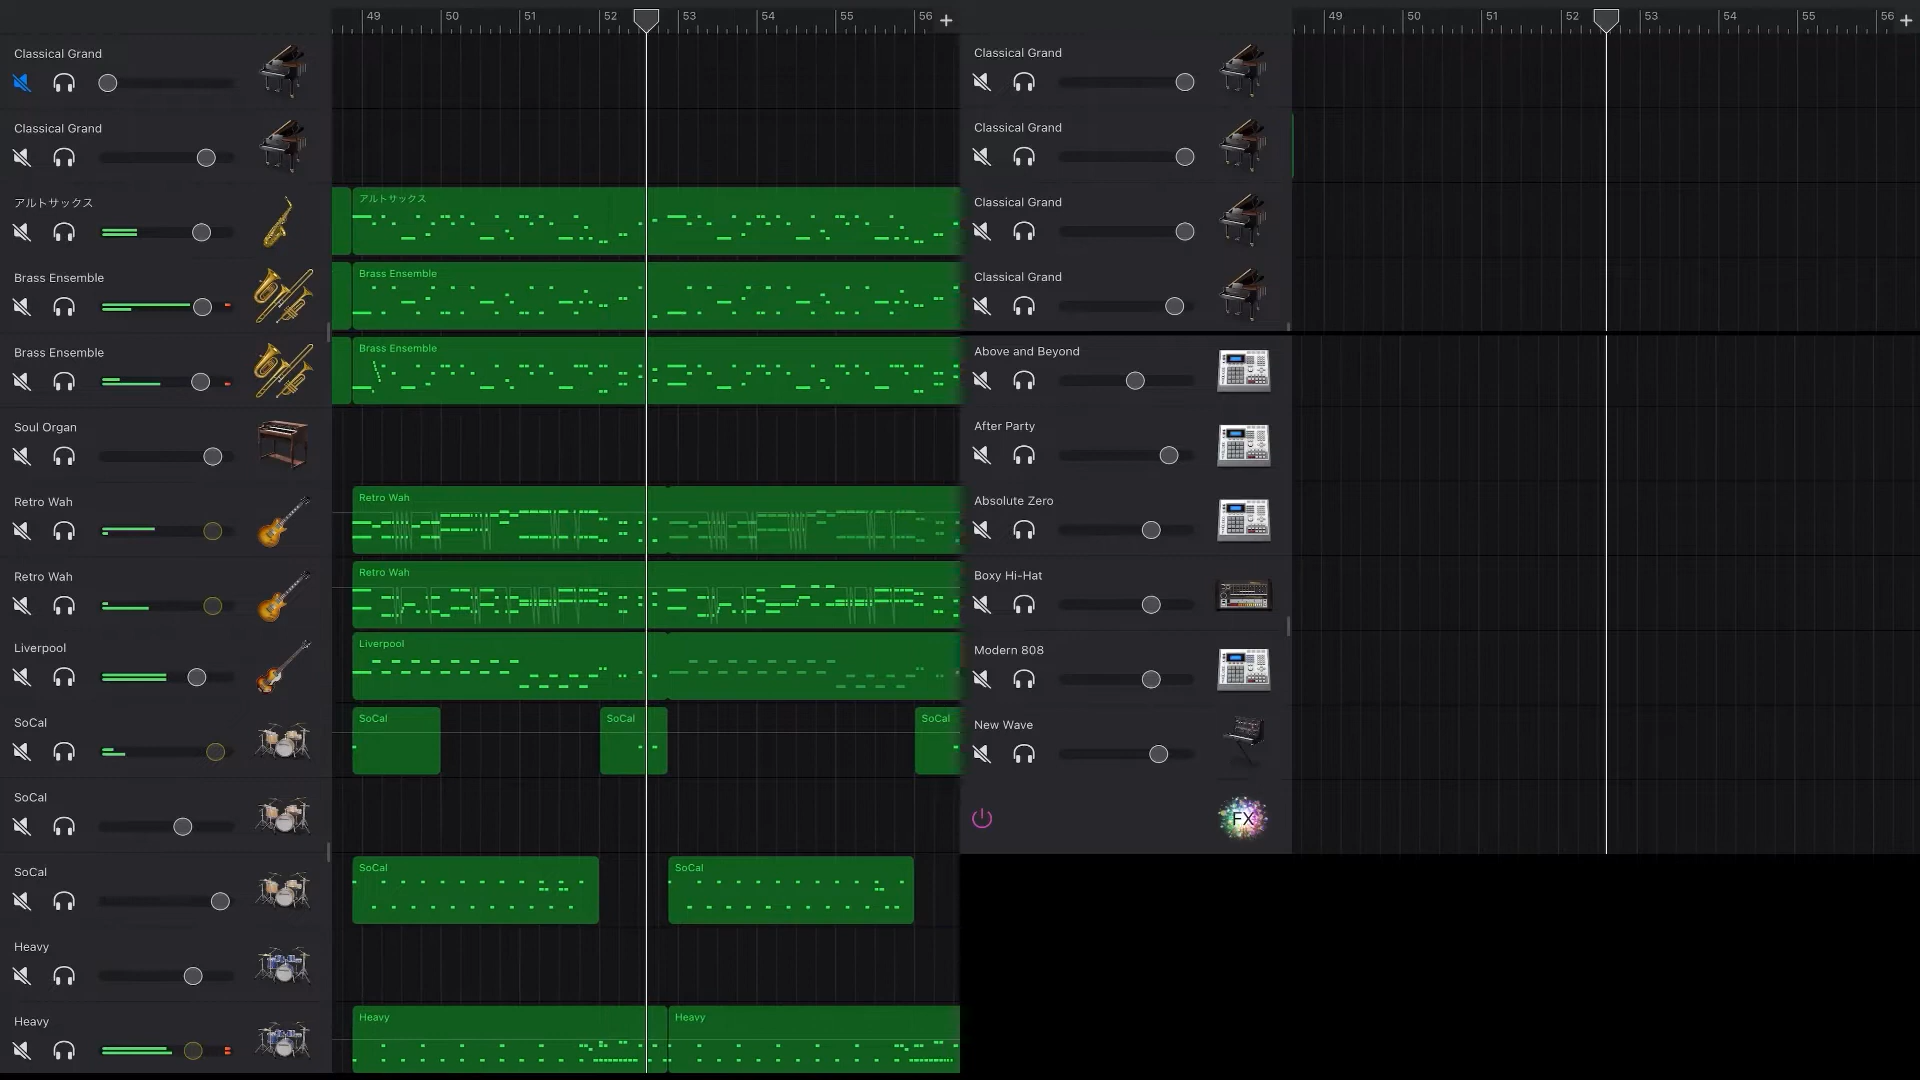 49 50 51 52 53 54 55 56 +
Classical Grand
Classical Grand
アルトサックス
アルトサックス
Brass Ensemble
Brass Ensemble
Brass Ensemble
Brass Ensemble
Soul Organ
Retro Wah
Retro Wah
Retro Wah
Retro Wah
Liverpool
Liverpool
SoCal
SoCal SoCal SoCal
SoCal
SoCal
SoCal SoCal
Heavy
Heavy
Heavy Heavy
49 50 51 52 53 54 55 56 +
Classical Grand
Classical Grand
Classical Grand
Classical Grand
Above and Beyond
After Party
Absolute Zero
Boxy Hi-Hat
Modern 808
New Wave
FX